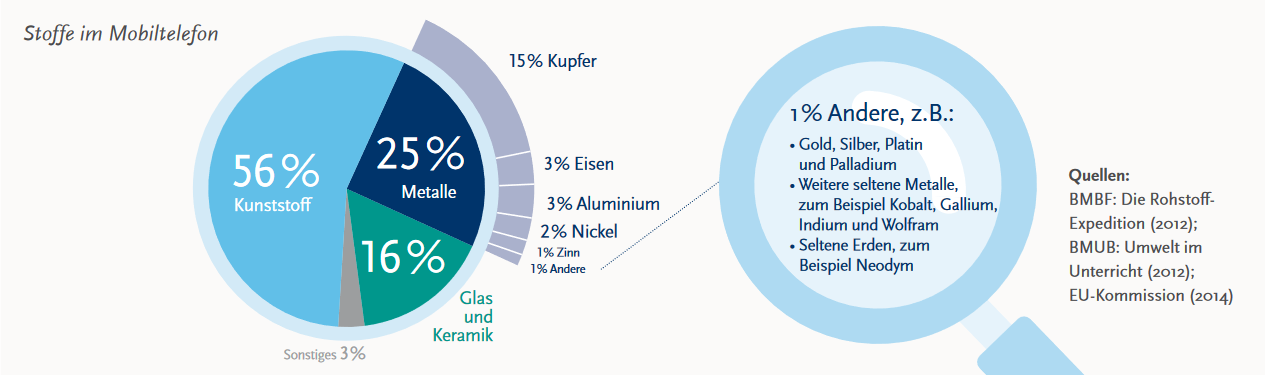 Stoffe im Mobiltelefon
56 %
Kunststoff
25 %
Metalle
16 %
Glas
und
Keramik
Sonstiges 3%
15% Kupfer
3% Eisen
3% Aluminium
2% Nickel
1% Zinn
1% Andere
1% Andere, z.B.:
• Gold, Silber, Platin
und Palladium
• Weitere seltene Metalle,
zum Beispiel Kobalt, Gallium,
Indium und Wolfram
• Seltene Erden, zum
Beispiel Neodym
Quellen:
BMBF: Die Rohstoff-
Expedition (2012);
BMUB: Umwelt im
Unterricht (2012);
EU-Kommission (2014)